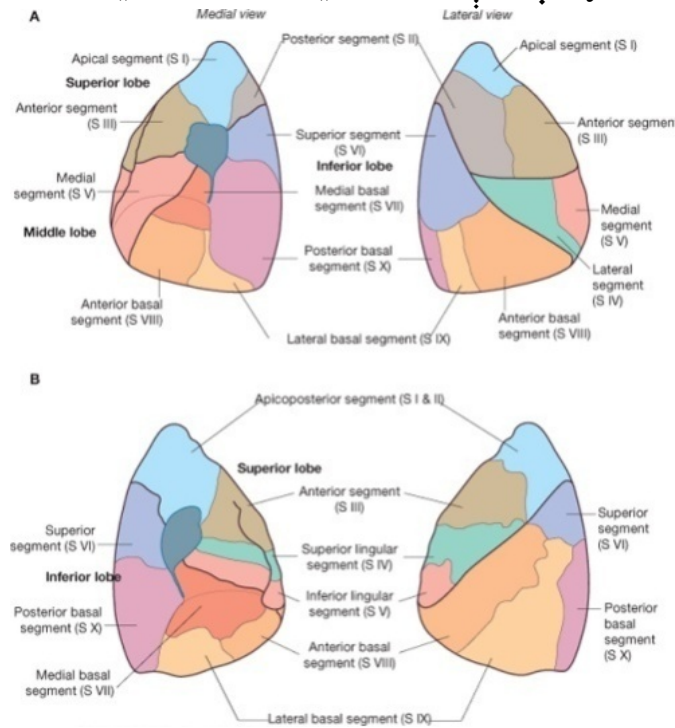 A
Medial view
Lateral view
Posterior segment (S II)
Apical segment (S I)
Apical segment (S I)
Superior lobe
Anterior segment
(S III)
Anterior segmen
(S III)
Superior segment
(S VI)
Inferior lobe
Medial
segment (S V)
Medial basal
segment (S VII)
Medial
segment
(S V)
Middle lobe
Posterior basal
segment (S X)
Lateral
segment
(S IV)
Anterior basal
segment (S VIII)
Anterior basal
segment (S VIII)
Lateral basal segment (S IX)
B
Apicoposterior segment (S I & II)
Superior lobe
Anterior segment
(S III)
Superior
segment (S VI)
Superior
segment
(S VI)
Superior lingular
segment (S IV)
Inferior lobe
Inferior lingular
segment (S V)
Posterior basal
segment (S X)
Posterior
basal
segment
(S X)
Anterior basal
segment (S VIII)
Medial basal
segment (S VII)
Lateral basal segment (S IX)